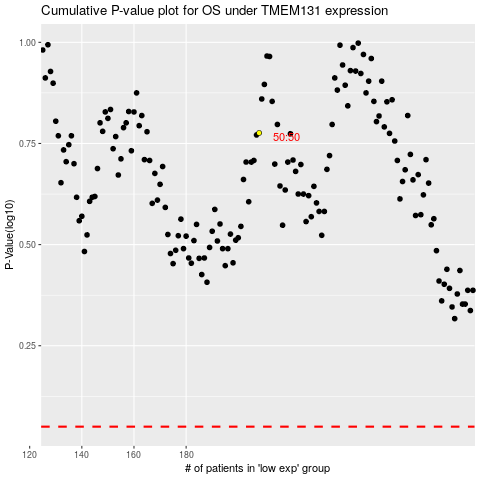 Cumulative P-value plot for OS under TMEM131 expression
P-Value(log10)
1.00
0.75
0.50
0.25
50:50
120 140 160 180
# of patients in 'low exp' group